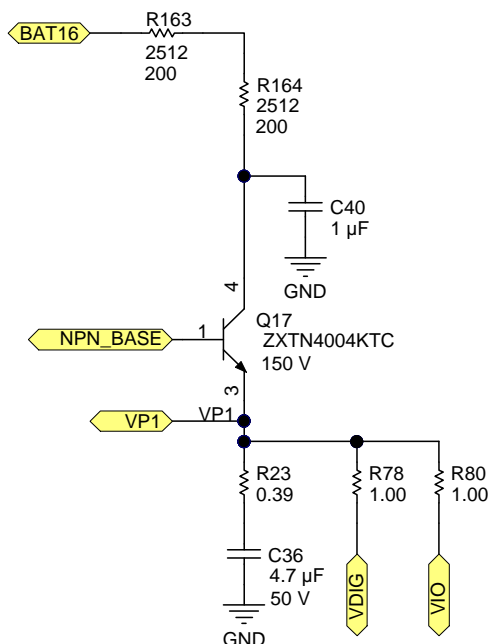 BAT16
R163
2512
200
R164
2512
200
C40
1 µF
GND
4
NPN_BASE
1
Q17
ZXTN4004KTC
150 V
3
VP1
VP1
R23
0.39
R78
1.00
R80
1.00
C36
4.7 µF
50 V
GND
VDIG
VIO